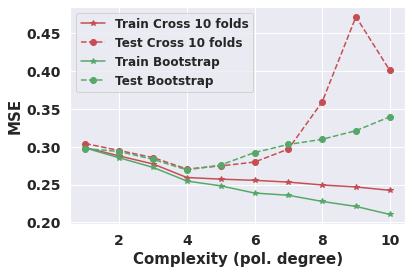 Train Cross 10 folds
Test Cross 10 folds
Train Bootstrap
Test Bootstrap
MSE
0.45
0.40
0.35
0.30
0.25
0.20
2 4 6 8 10
Complexity (pol. degree)